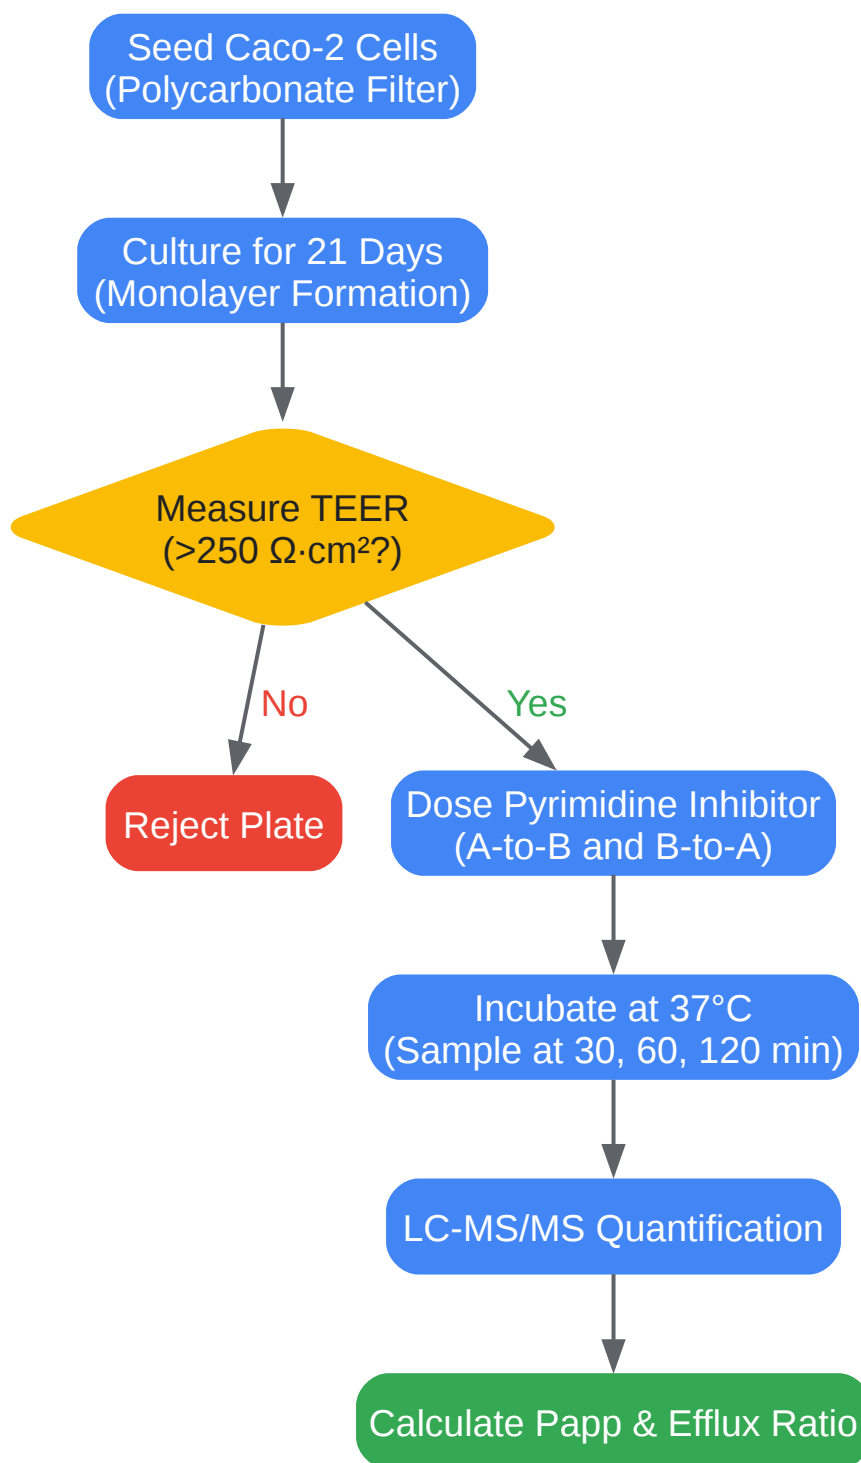 Seed Caco-2 Cells
(Polycarbonate Filter)
Culture for 21 Days
(Monolayer Formation)
Measure TEER
(>250 Ω·cm²?)
No
Yes
Reject Plate
Dose Pyrimidine Inhibitor
(A-to-B and B-to-A)
Incubate at 37°C
(Sample at 30, 60, 120 min)
LC-MS/MS Quantification
Calculate Papp & Efflux Ratio